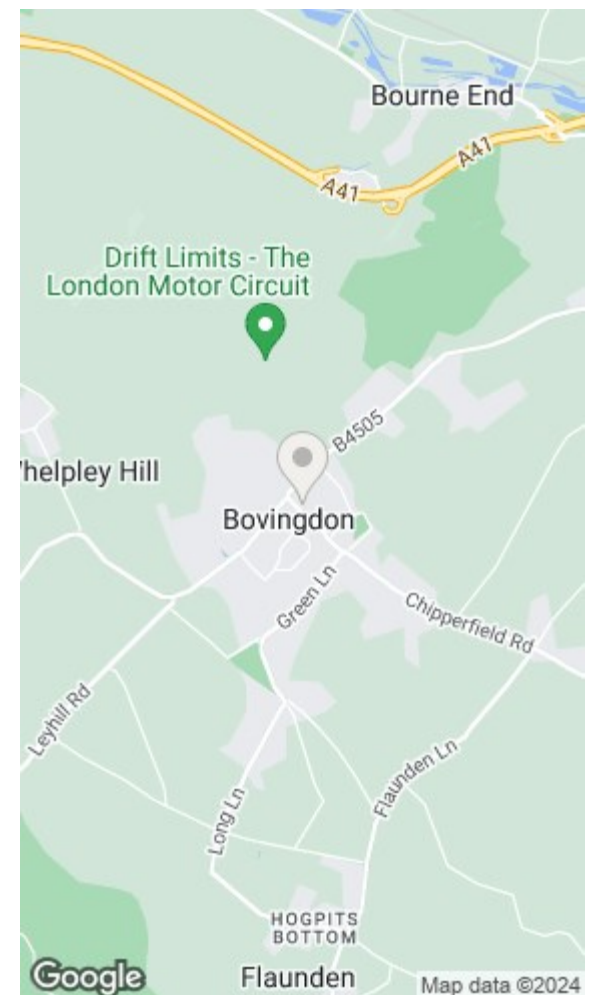 Bourne End
A41
A41
Drift Limits - The
London Motor Circuit
B4505
helpley Hill
Bovingdon
Green Ln
Chipperfield Rd
Leyhill Rd
Flaunden Ln
Long Ln
HOGPITS
BOTTOM
Flaunden
Google
Map data ©2024